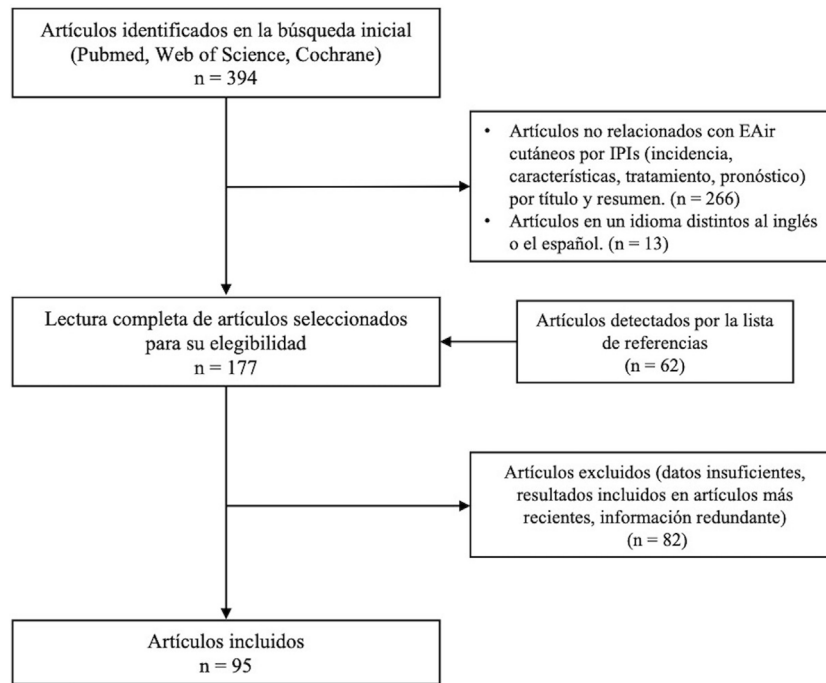 Artículos identificados en la búsqueda inicial
(Pubmed, Web of Science, Cochrane)
n = 394
• Artículos no relacionados con EAir
cutáneos por IPIs (incidencia,
características, tratamiento, pronóstico)
por título y resumen. (n = 266)
• Artículos en un idioma distintos al inglés
o el español. (n = 13)
Lectura completa de artículos seleccionados
para su elegibilidad
n = 177
Artículos detectados por la lista
de referencias
(n = 62)
Artículos excluidos (datos insuficientes,
resultados incluidos en artículos más
recientes, información redundante)
(n = 82)
Artículos incluidos
n = 95